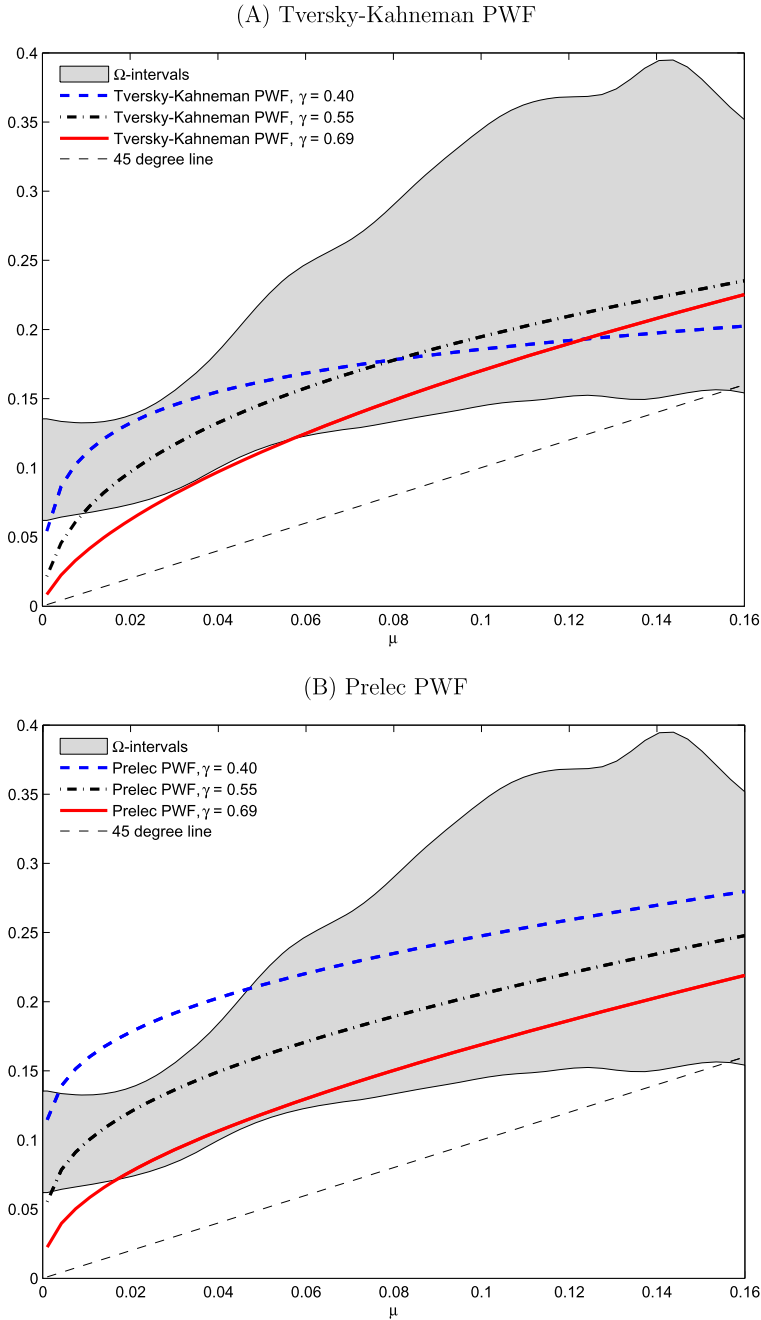 (A) Tversky-Kahneman PWF
0.4
0.35
0.3
0.25
0.2
0.15
0.1
0.05
0
Ω-intervals
Tversky-Kahneman PWF, γ = 0.40
Tversky-Kahneman PWF, γ = 0.55
Tversky-Kahneman PWF, γ = 0.69
45 degree line
0 0.02 0.04 0.06 0.08 0.1 0.12 0.14 0.16
μ
(B) Prelec PWF
0.4
0.35
0.3
0.25
0.2
0.15
0.1
0.05
0
Ω-intervals
Prelec PWF, γ = 0.40
Prelec PWF, γ = 0.55
Prelec PWF, γ = 0.69
45 degree line
0 0.02 0.04 0.06 0.08 0.1 0.12 0.14 0.16
μ